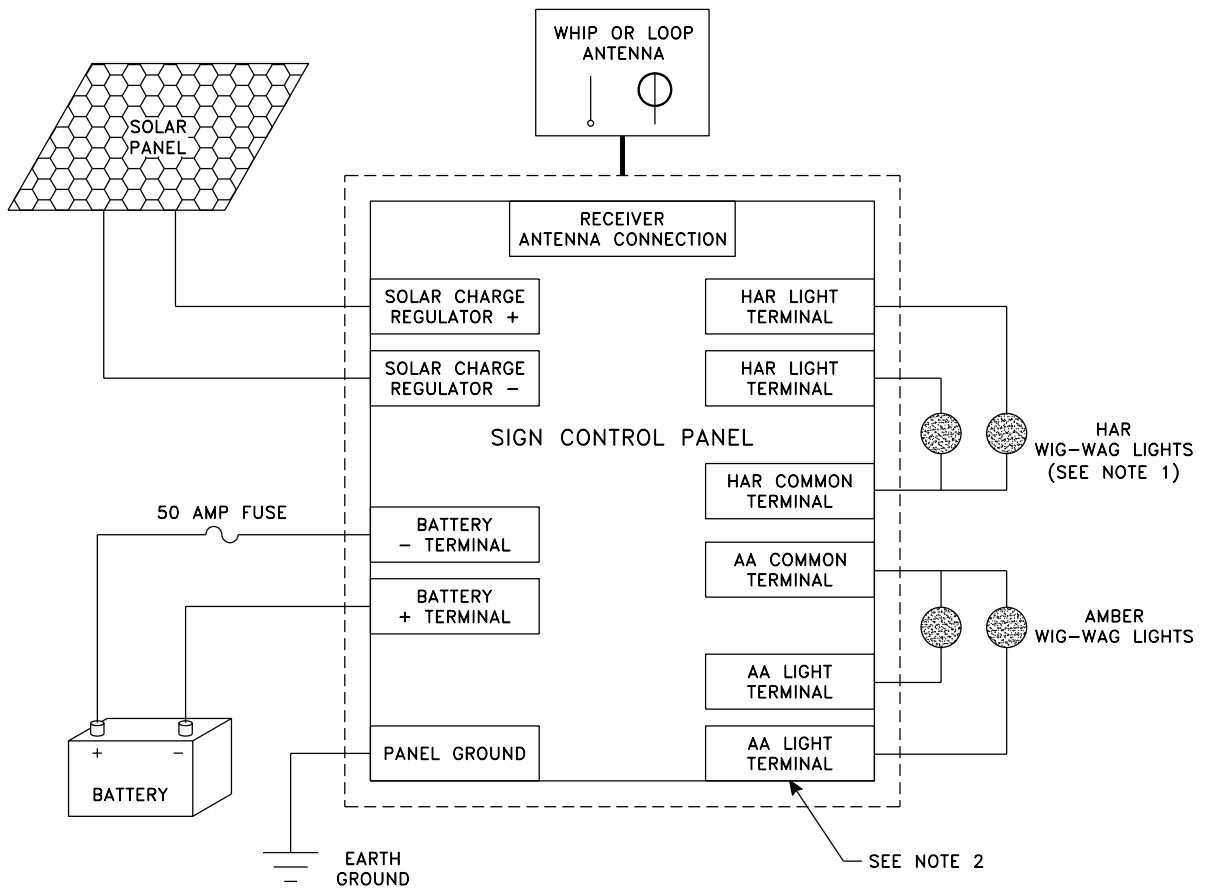 WHIP OR LOOP
ANTENNA
SOLAR
PANEL
RECEIVER
ANTENNA CONNECTION
SOLAR CHARGE
REGULATOR +
HAR LIGHT
TERMINAL
SOLAR CHARGE
REGULATOR -
HAR LIGHT
TERMINAL
SIGN CONTROL PANEL
HAR
WIG-WAG LIGHTS
(SEE NOTE 1)
HAR COMMON
TERMINAL
50 AMP FUSE
BATTERY
- TERMINAL
AA COMMON
TERMINAL
BATTERY
+ TERMINAL
AMBER
WIG-WAG LIGHTS
AA LIGHT
TERMINAL
+ -
BATTERY
PANEL GROUND
AA LIGHT
TERMINAL
EARTH
GROUND
SEE NOTE 2